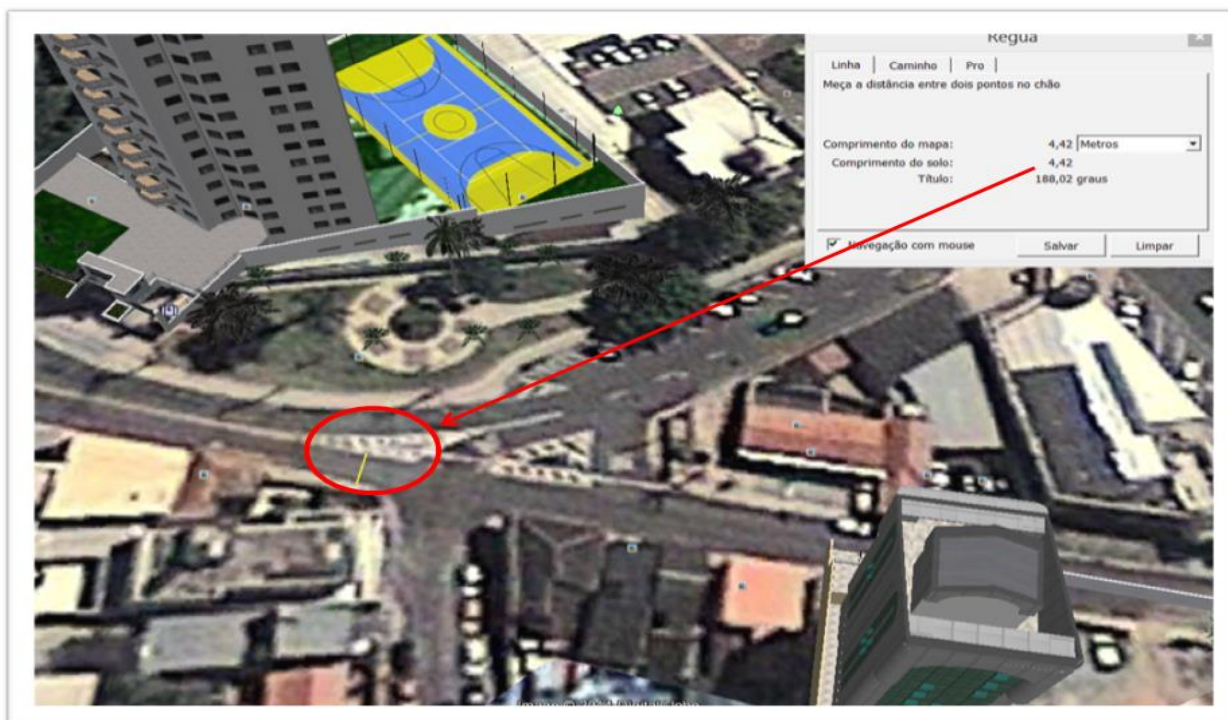 Régua
Linha Caminho Pro
Meça a distância entre dois pontos no chão
Comprimento do mapa: 4,42 Metros
Comprimento do solo: 4,42
Título: 188,02 graus
Navegação com mouse Salvar Limpar